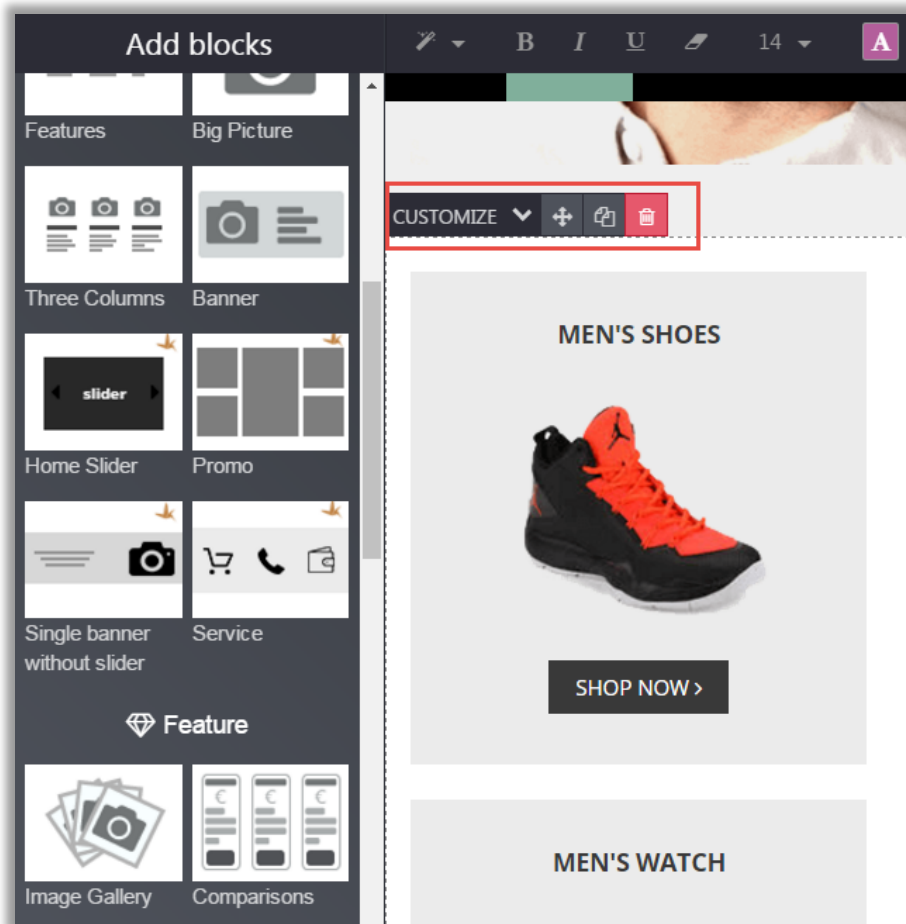 Add blocks
B I U 14 A
Features
Big Picture
Three Columns
Banner
slider
Home Slider
Promo
Single banner
without slider
Service
Feature
€ € €
Image Gallery
Comparisons
CUSTOMIZE
MEN'S SHOES
SHOP NOW >
MEN'S WATCH